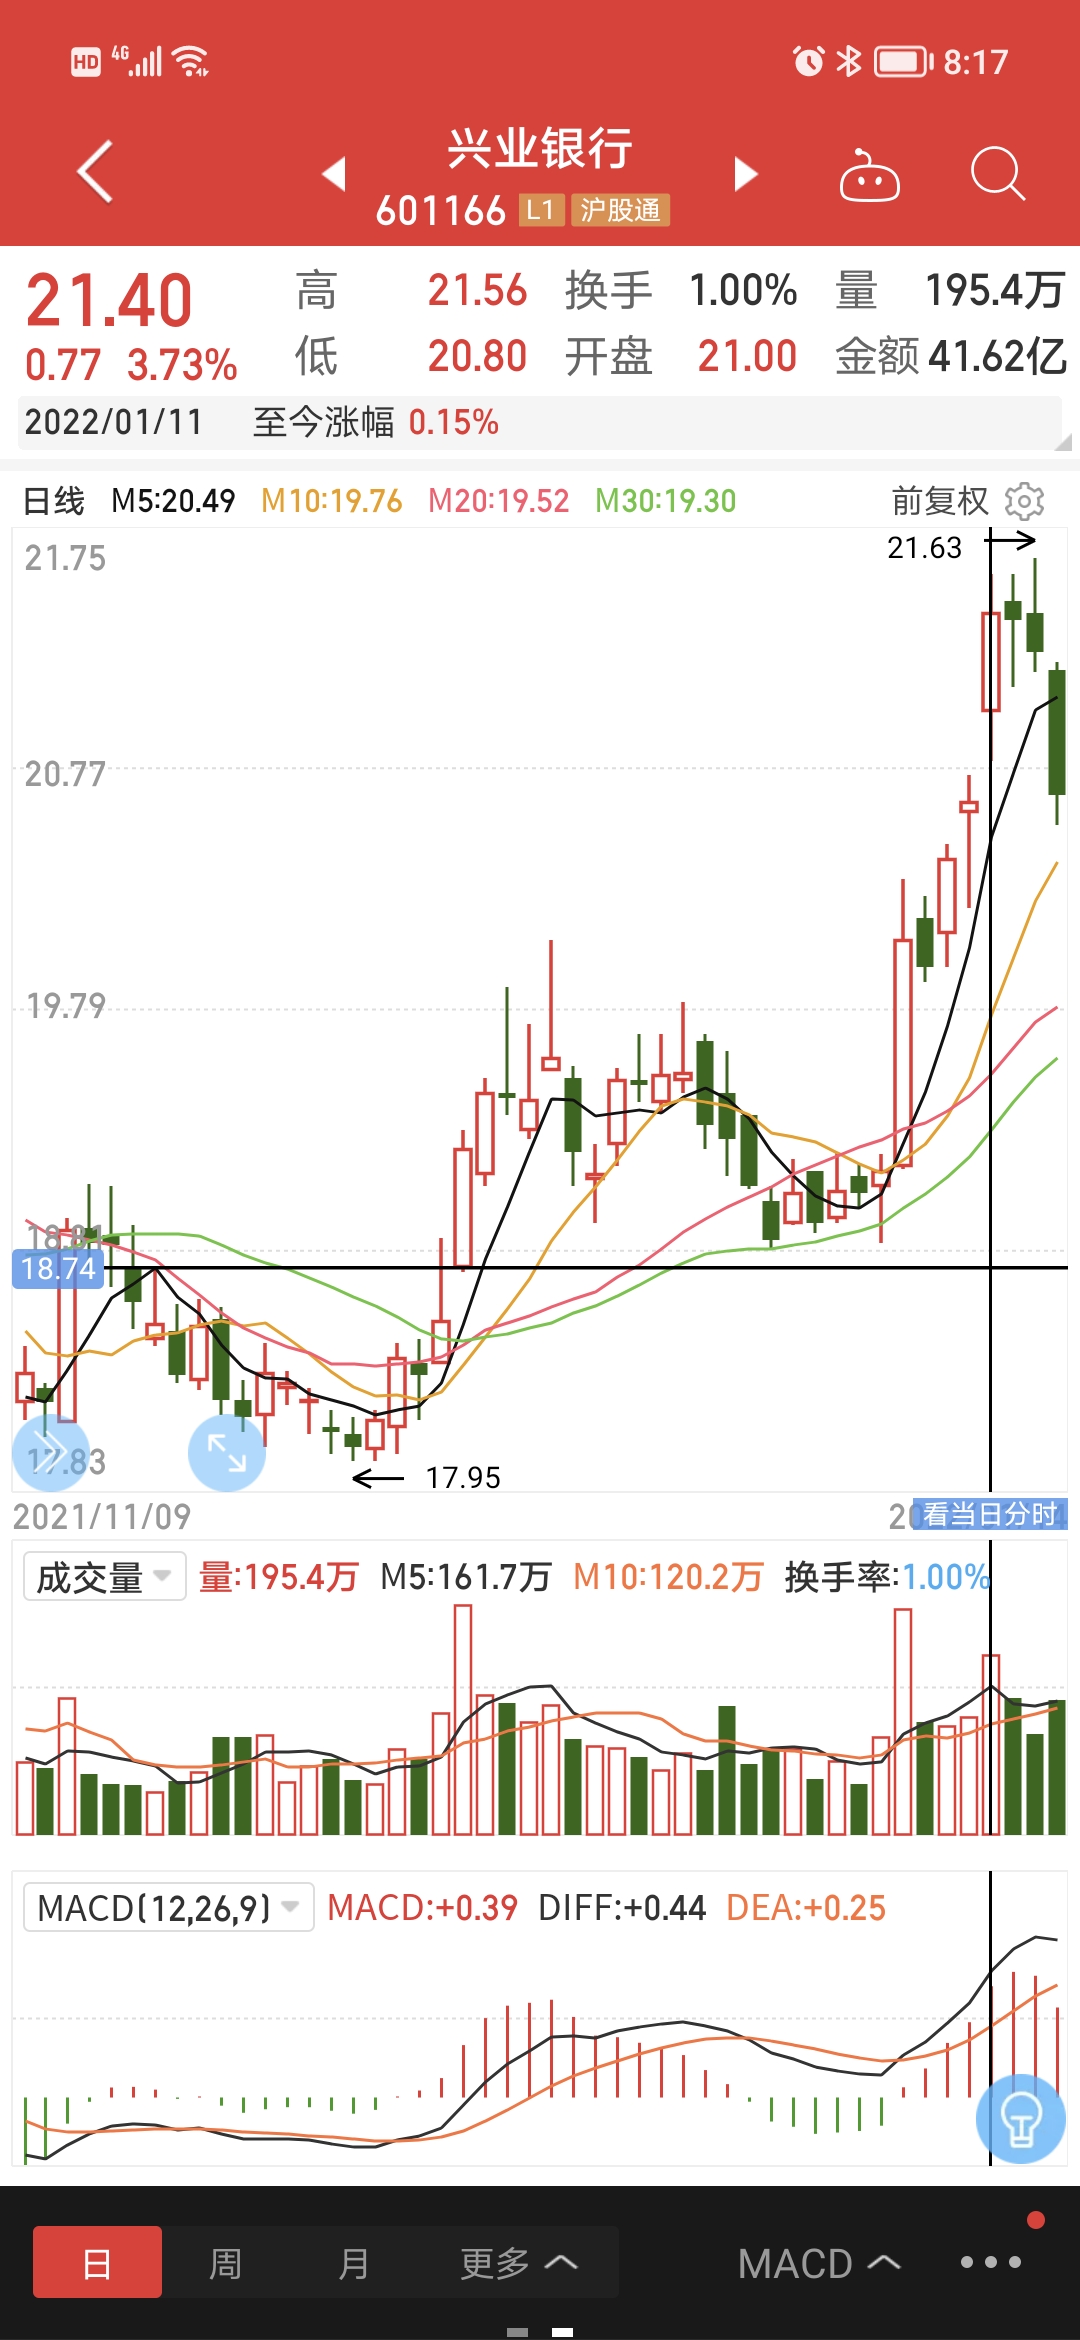 HD 4G 8:17
兴业银行
601166 L1 沪股通
21.40 高 21.56 换手 1.00% 量 195.4万
0.77 3.73% 低 20.80 开盘 21.00 金额 41.62亿
2022/01/11 至今涨幅 0.15%
日线 M5:20.49 M10:19.76 M20:19.52 M30:19.30 前复权
21.63
21.75
20.77
19.79
18.81
18.74
17.83
17.95
2021/11/09 看当日分时
成交量 量:195.4万 M5:161.7万 M10:120.2万 换手率:1.00%
MACD(12,26,9) MACD:+0.39 DIFF:+0.44 DEA:+0.25
日 周 月 更多 MACD